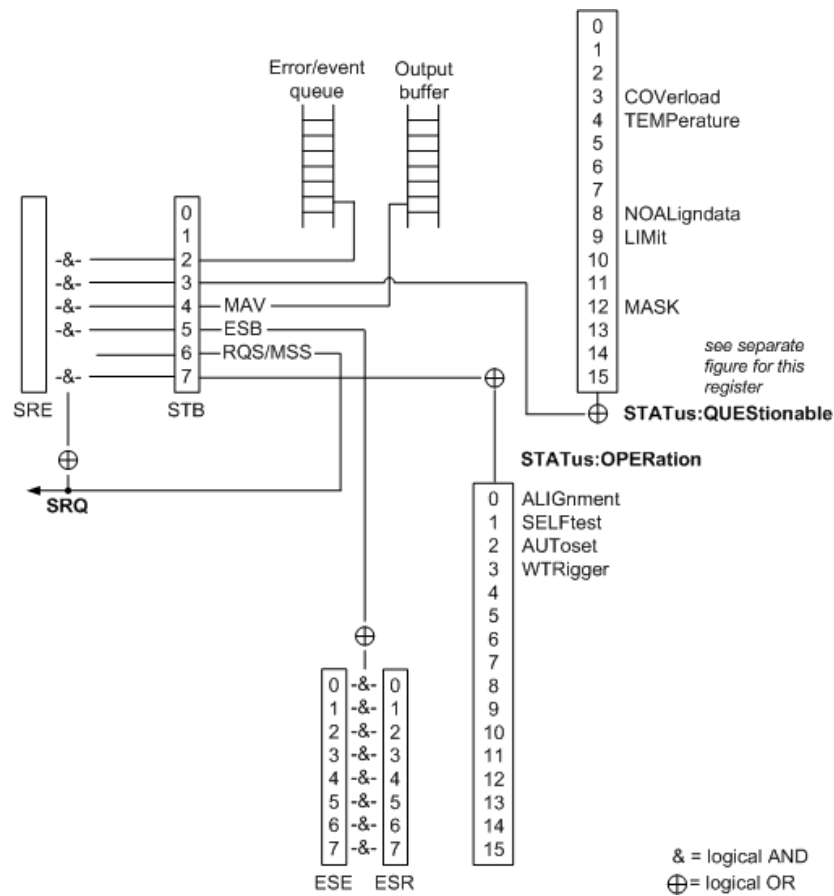 Error/event
queue
Output
buffer
0
1
2
3 COVerload
4 TEMPerature
5
6
7
8 NOALigndata
9 LIMit
10
11
12 MASK
13
14
15
see separate
figure for this
register
STATus:QUEStionable
0
1
-&- 2
-&- 3
-&- 4 MAV
-&- 5 ESB
6 RQS/MSS
-&- 7
SRE
STB
SRQ
STATus:OPERation
0 ALIGnment
1 SELFtest
2 AUToset
3 WTRigger
4
5
6
7
8
9
10
11
12
13
14
15
0 -&- 0
1 -&- 1
2 -&- 2
3 -&- 3
4 -&- 4
5 -&- 5
6 -&- 6
7 -&- 7
ESE ESR
& = logical AND
⊕ = logical OR